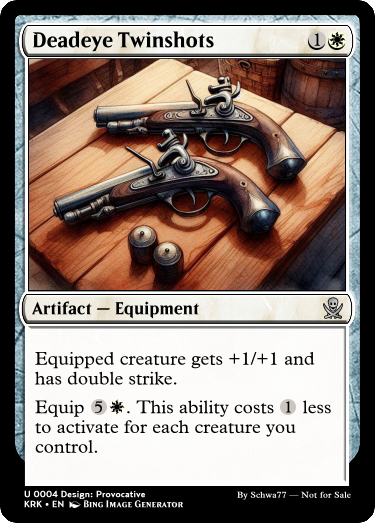 Deadeye Twinshots 1
Artifact — Equipment
Equipped creature gets +1/+1 and
has double strike.
Equip 5. This ability costs 1 less
to activate for each creature you
control.
U 0004 Design: Provocative
KRK • EN Bing Image Generator
By Schwa77 — Not for Sale